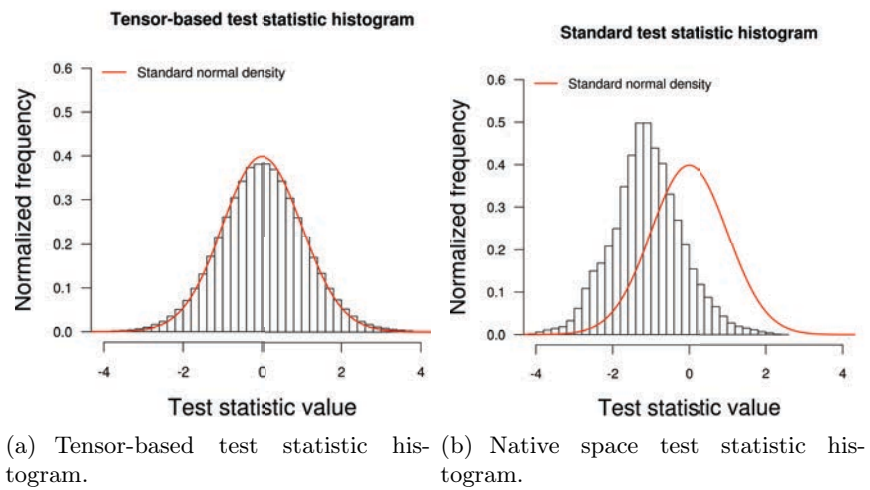 Tensor-based test statistic histogram
Standard normal density
Normalized frequency
0.6
0.5
0.4
0.3
0.2
0.1
0.0
-4
-2
0
2
4
Test statistic value
(a) Tensor-based test statistic his-
togram.
Standard test statistic histogram
Standard normal density
Normalized frequency
0.6
0.5
0.4
0.3
0.2
0.1
0.0
-4
-2
0
2
4
Test statistic value
(b) Native space test statistic his-
togram.